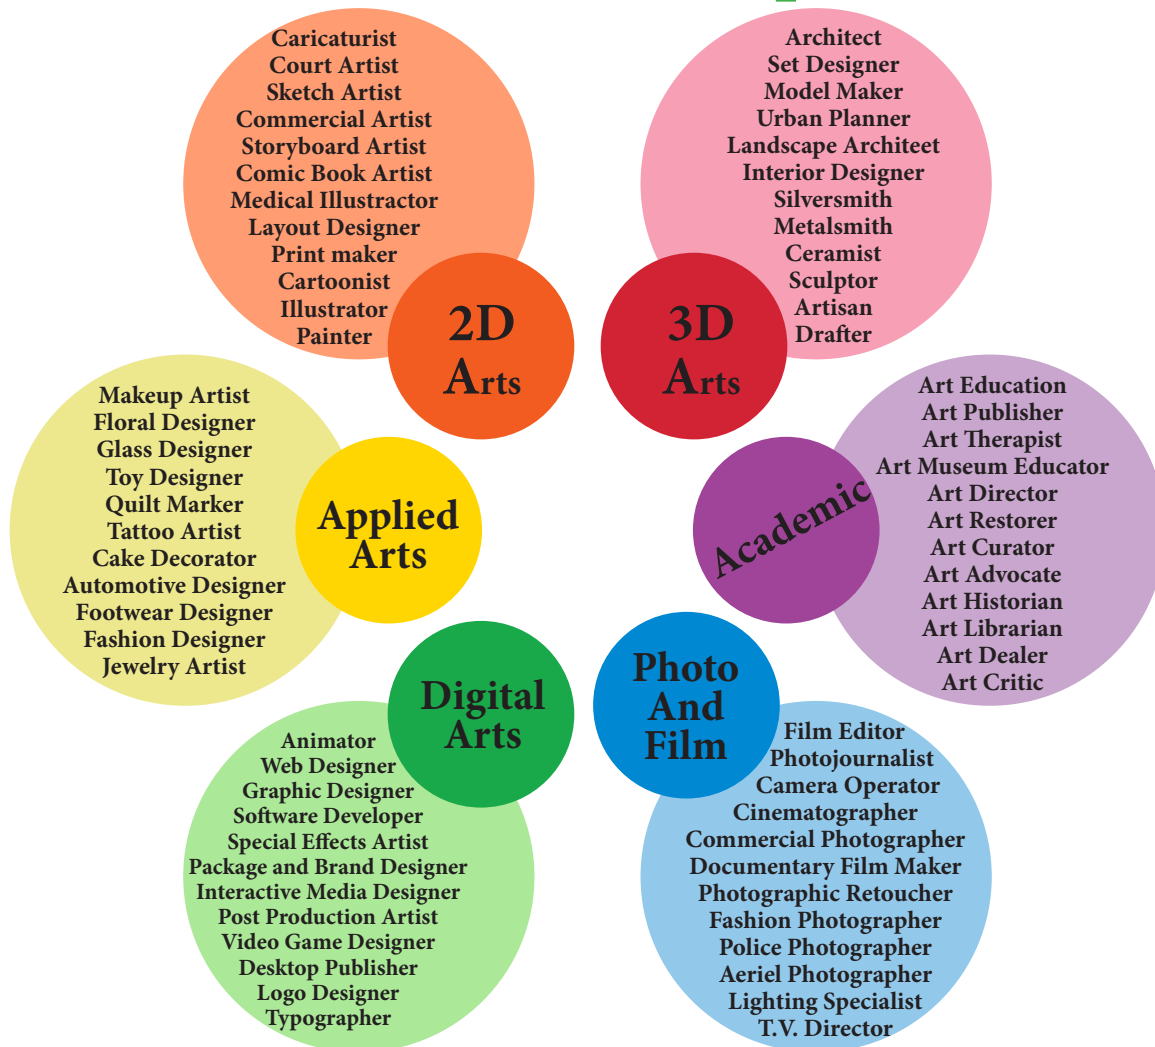 Caricaturist
Court Artist
Sketch Artist
Commercial Artist
Storyboard Artist
Comic Book Artist
Medical Illustractor
Layout Designer
Print maker
Cartoonist
Illustrator
Painter
2D
Arts
Architect
Set Designer
Model Maker
Urban Planner
Landscape Architeet
Interior Designer
Silversmith
Metalsmith
Ceramist
Sculptor
Artisan
Drafter
3D
Arts
Makeup Artist
Floral Designer
Glass Designer
Toy Designer
Quilt Marker
Tattoo Artist
Cake Decorator
Automotive Designer
Footwear Designer
Fashion Designer
Jewelry Artist
Applied
Arts
Academic
Art Education
Art Publisher
Art Therapist
Art Museum Educator
Art Director
Art Restorer
Art Curator
Art Advocate
Art Historian
Art Librarian
Art Dealer
Art Critic
Digital
Arts
Animator
Web Designer
Graphic Designer
Software Developer
Special Effects Artist
Package and Brand Designer
Interactive Media Designer
Post Production Artist
Video Game Designer
Desktop Publisher
Logo Designer
Typographer
Photo
And
Film
Film Editor
Photojournalist
Camera Operator
Cinematographer
Commercial Photographer
Documentary Film Maker
Photographic Retoucher
Fashion Photographer
Police Photographer
Aeriel Photographer
Lighting Specialist
T.V. Director